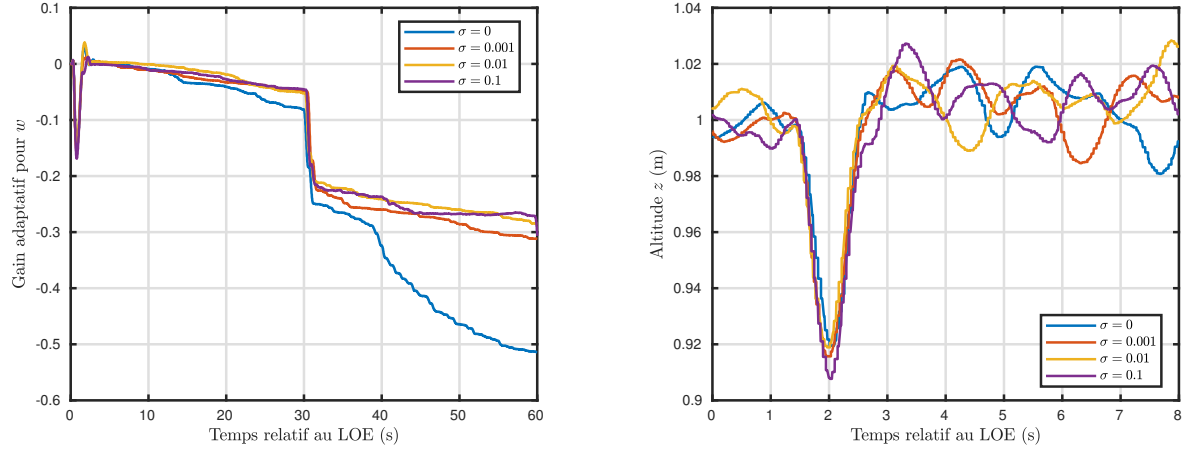 0.1
0
-0.1
-0.2
-0.3
-0.4
-0.5
-0.6
Gain adaptatif pour w
0 10 20 30 40 50 60
Temps relatif au LOE (s)
σ = 0
σ = 0.001
σ = 0.01
σ = 0.1
1.04
1.02
1
0.98
0.96
0.94
0.92
0.9
Altitude z (m)
0 1 2 3 4 5 6 7 8
Temps relatif au LOE (s)
σ = 0
σ = 0.001
σ = 0.01
σ = 0.1